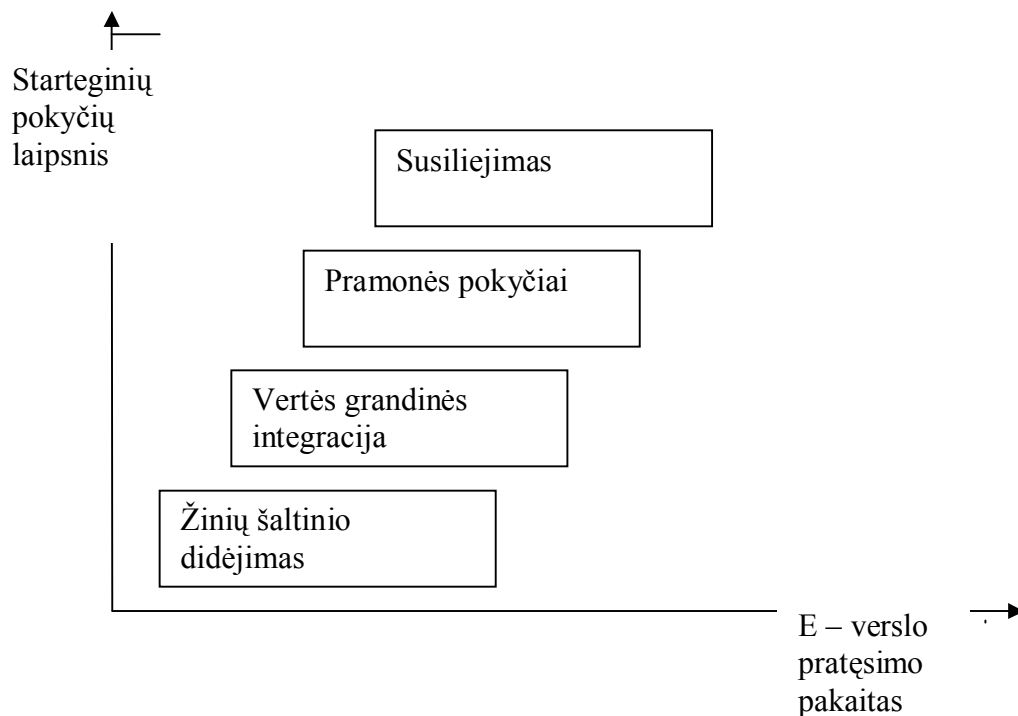 Starteginių
pokyčių
laipsnis
Susiliejimas
Pramonės pokyčiai
Vertės grandinės
integracija
Žinių šaltinio
didėjimas
E – verslo
pratęsimo
pakaitas